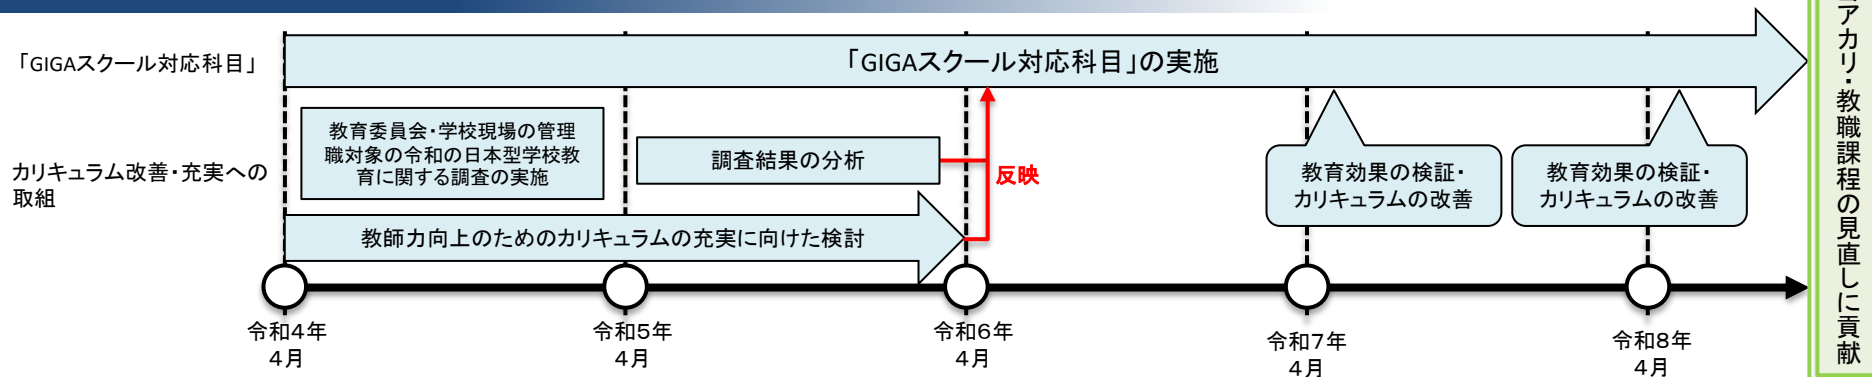 「GIGAスクール対応科目」
「GIGAスクール対応科目」の実施
カリキュラム改善・充実への
取組
教育委員会・学校現場の管理
職対象の令和の日本型学校教
育に関する調査の実施
調査結果の分析
反映
教師力向上のためのカリキュラムの充実に向けた検討
教育効果の検証・
カリキュラムの改善
教育効果の検証・
カリキュラムの改善
令和4年
4月
令和5年
4月
令和6年
4月
令和7年
4月
令和8年
4月
アカリ・教職課程の見直しに貢献